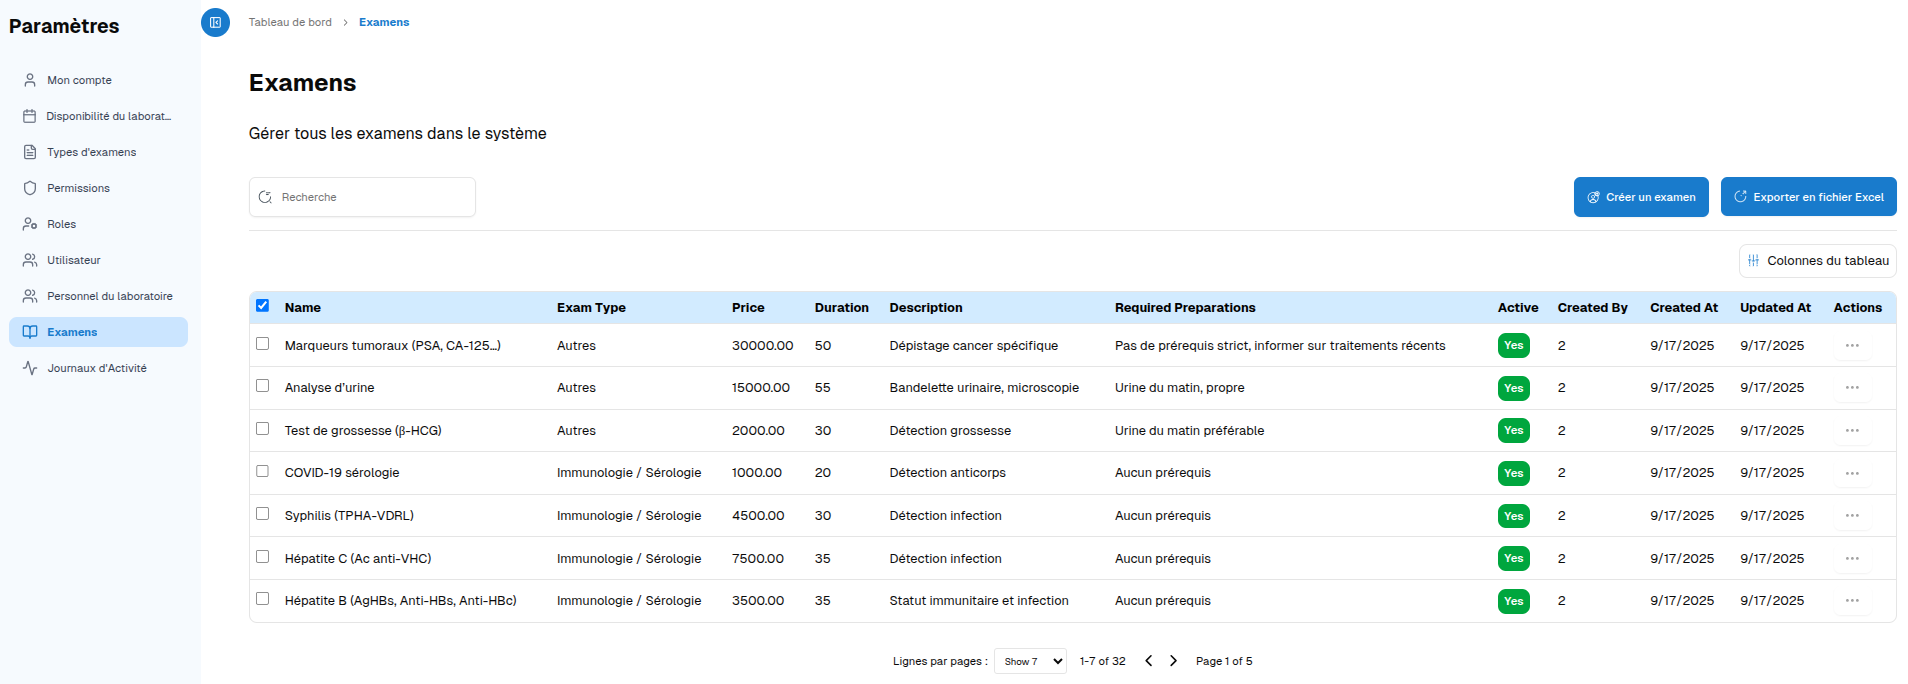 Paramètres
Mon compte
Disponibilité du laborat...
Types d'examens
Permissions
Roles
Utilisateur
Personnel du laboratoire
Examens
Journaux d'Activité
Tableau de bord > Examens
Examens
Gérer tous les examens dans le système
Recherche
Créer un examen
Exporter en fichier Excel
Colonnes du tableau
Name Exam Type Price Duration Description Required Preparations Active Created By Created At Updated At Actions
Marqueurs tumoraux (PSA, CA-125...) Autres 30000.00 50 Dépistage cancer spécifique Pas de prérequis strict, informer sur traitements récents Yes 2 9/17/2025 9/17/2025 ...
Analyse d'urine Autres 15000.00 55 Bandelette urinaire, microscopie Urine du matin, propre Yes 2 9/17/2025 9/17/2025 ...
Test de grossesse (β-HCG) Autres 2000.00 30 Détection grossesse Urine du matin préférable Yes 2 9/17/2025 9/17/2025 ...
COVID-19 sérologie Immunologie / Sérologie 1000.00 20 Détection anticorps Aucun prérequis Yes 2 9/17/2025 9/17/2025 ...
Syphilis (TPHA-VDRL) Immunologie / Sérologie 4500.00 30 Détection infection Aucun prérequis Yes 2 9/17/2025 9/17/2025 ...
Hépatite C (Ac anti-VHC) Immunologie / Sérologie 7500.00 35 Détection infection Aucun prérequis Yes 2 9/17/2025 9/17/2025 ...
Hépatite B (AgHBs, Anti-HBs, Anti-HBc) Immunologie / Sérologie 3500.00 35 Statut immunitaire et infection Aucun prérequis Yes 2 9/17/2025 9/17/2025 ...
Lignes par pages : Show 7 1-7 of 32 < > Page 1 of 5